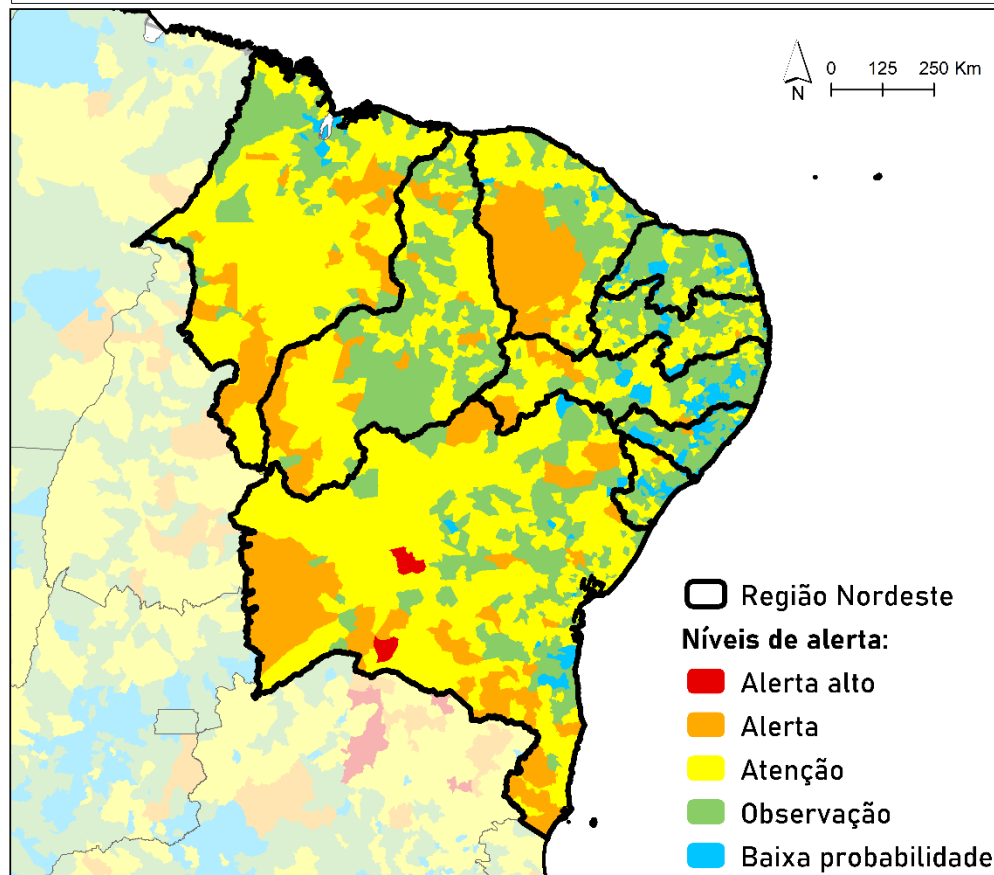 0 125 250 Km
N
Região Nordeste
Níveis de alerta:
Alerta alto
Alerta
Atenção
Observação
Baixa probabilidade